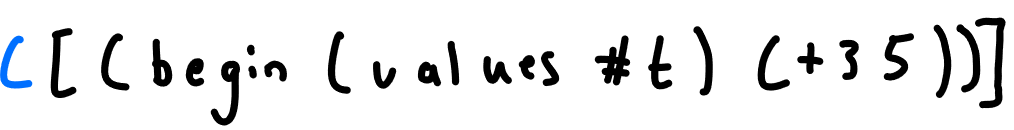 C[(begin (values #t) (+ 3 5))]